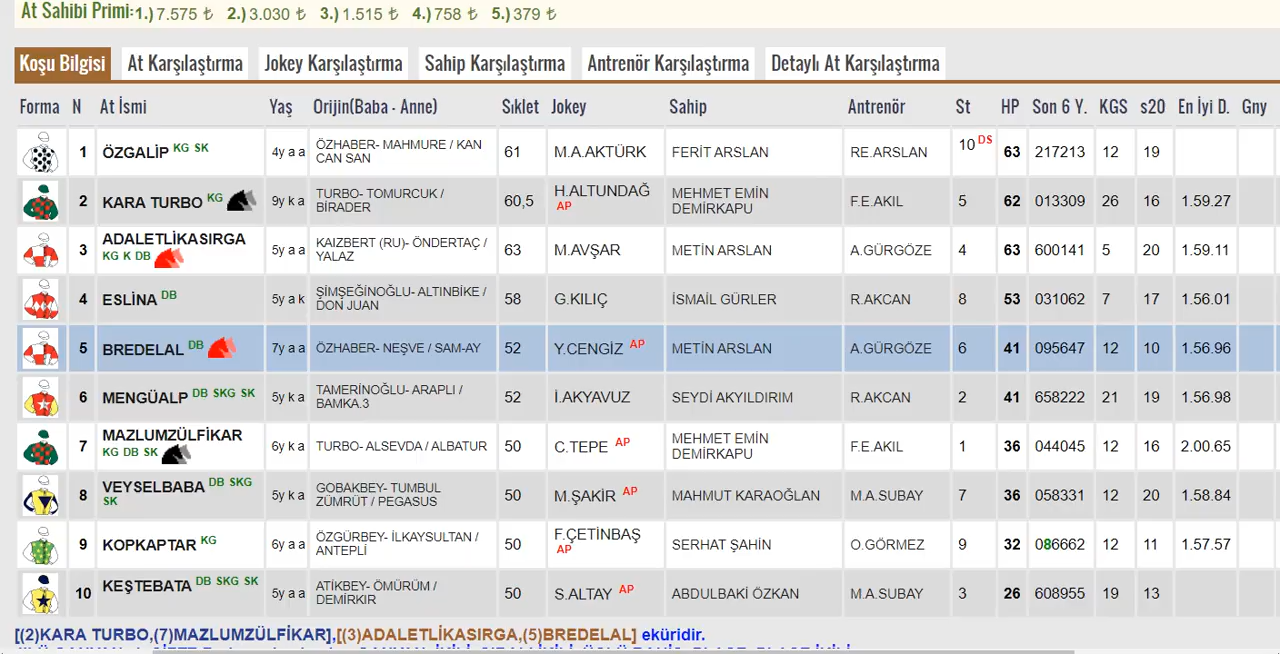 At Sahibi Primi: 1.) 7.575 ₺ 2.) 3.030 ₺ 3.) 1.515 ₺ 4.) 758 ₺ 5.) 379 ₺
Koşu Bilgisi At Karşılaştırma Jokey Karşılaştırma Sahip Karşılaştırma Antrenör Karşılaştırma Detaylı At Karşılaştırma
Forma N At İsmi Yaş Orijin(Baba - Anne) Sıklet Jokey Sahip Antrenör St HP Son 6 Y. KGS s20 En İyi D. Gny
1 ÖZGALİP KG SK 4y a a ÖZHABER- MAHMURE / KAN CAN SAN 61 M.A.AKTÜRK FERİT ARSLAN RE.ARSLAN 10 DS 63 217213 12 19
2 KARA TURBO KG 9y k a TURBO- TOMURCUK / BİRADER 60,5 H.ALTUNDAĞ AP MEHMET EMİN DEMİRKAPU F.E.AKIL 5 62 013309 26 16 1.59.27
3 ADALETLİKASIRGA KG K DB 5y a a KAIZBERT (RU)- ÖNDERTAÇ / YALAZ 63 M.AVŞAR METİN ARSLAN A.GÜRGÖZE 4 63 600141 5 20 1.59.11
4 ESLİNA DB 5y a k ŞİMŞEĞİNOĞLU- ALTINBİKE / DON JUAN 58 G.KILIÇ İSMAİL GÜRLER R.AKCAN 8 53 031062 7 17 1.56.01
5 BREDELAL DB 7y a a ÖZHABER- NEŞVE / SAM-AY 52 Y.CENGİZ AP METİN ARSLAN A.GÜRGÖZE 6 41 095647 12 10 1.56.96
6 MENGÜALP DB SKG SK 5y k a TAMERİNOĞLU- ARAPLI / BAMKA.3 52 İ.AKYAVUZ SEYDİ AKYILDIRIM R.AKCAN 2 41 658222 21 19 1.56.98
7 MAZLUMZÜLFİKAR KG DB SK 6y k a TURBO- ALSEVDA / ALBATUR 50 C.TEPE AP MEHMET EMİN DEMİRKAPU F.E.AKIL 1 36 044045 12 16 2.00.65
8 VEYSELBABA DB SKG SK 5y k a GOBAKBEY- TUMBUL ZÜMRÜT / PEGASUS 50 M.ŞAKİR AP MAHMUT KARAOĞLAN M.A.SUBAY 7 36 058331 12 20 1.58.84
9 KOPKAPTAR KG 6y a a ÖZGÜRBEY- İLKAYSULTAN / ANTEPLİ 50 F.ÇETİNBAŞ AP SERHAT ŞAHİN O.GÖRMEZ 9 32 086662 12 11 1.57.57
10 KEŞTEBATA DB SKG SK 5y a a ATİKBEY- ÖMÜRÜM / DEMİRKIR 50 S.ALTAY AP ABDULBAKİ ÖZKAN M.A.SUBAY 3 26 608955 19 13
[(2)KARA TURBO,(7)MAZLUMZÜLFİKAR],[(3)ADALETLİKASIRGA,(5)BREDELAL] eküridir.